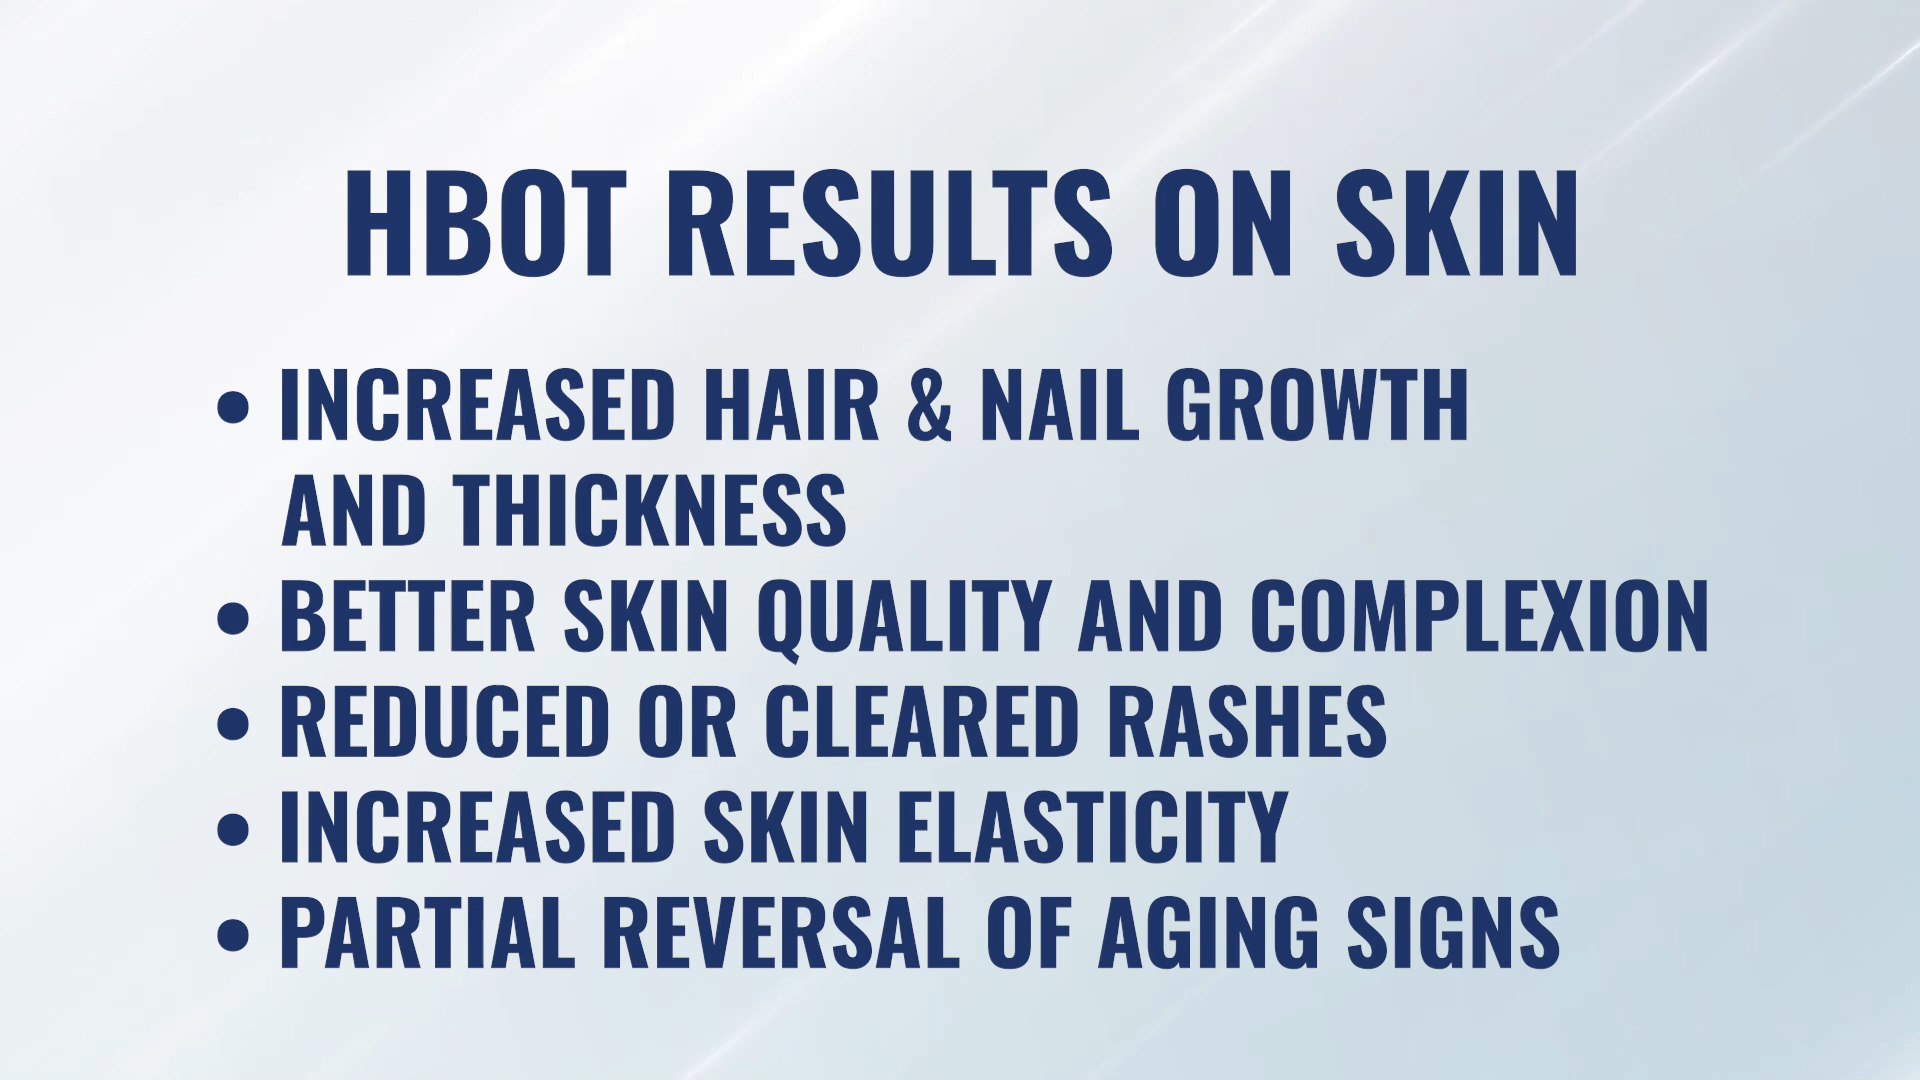 HBOT RESULTS ON SKIN
• INCREASED HAIR & NAIL GROWTH
AND THICKNESS
• BETTER SKIN QUALITY AND COMPLEXION
• REDUCED OR CLEARED RASHES
• INCREASED SKIN ELASTICITY
• PARTIAL REVERSAL OF AGING SIGNS